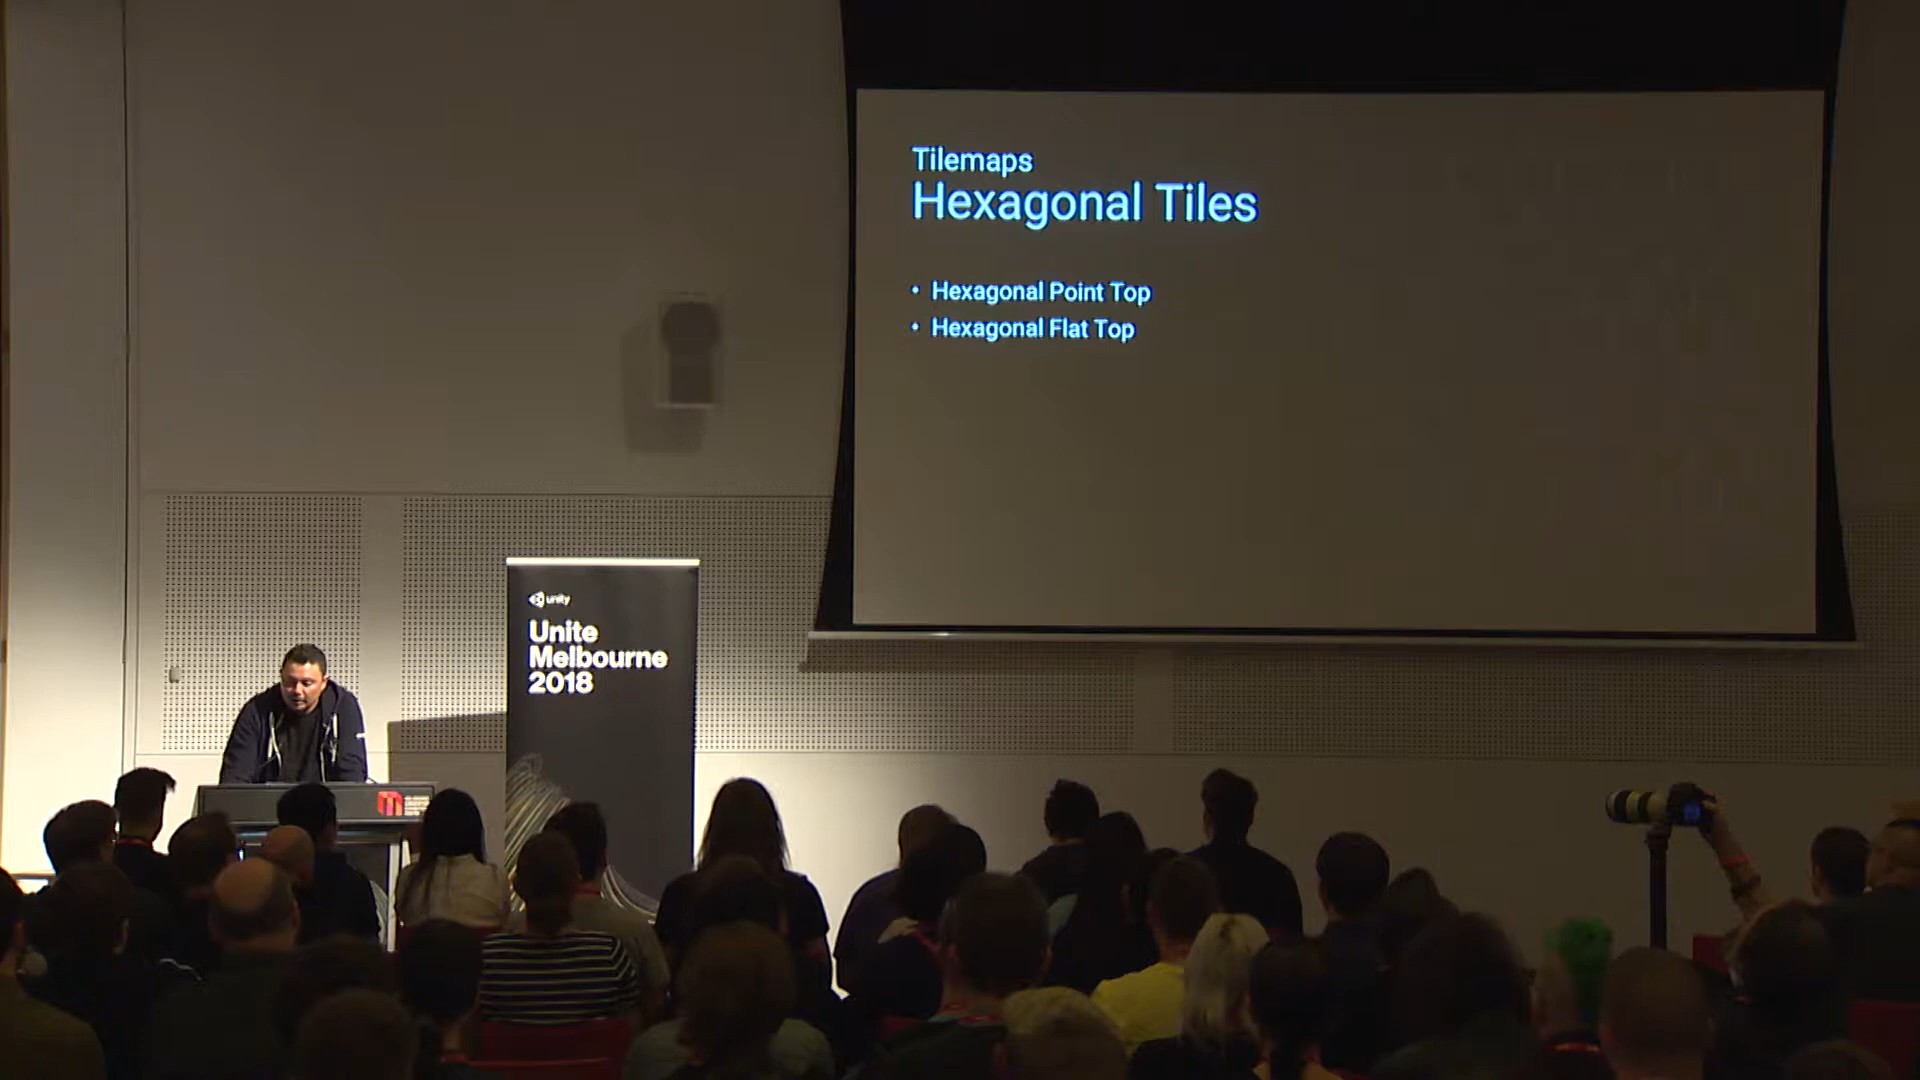 Tilemaps
Hexagonal Tiles
• Hexagonal Point Top
• Hexagonal Flat Top
unity
Unite
Melbourne
2018